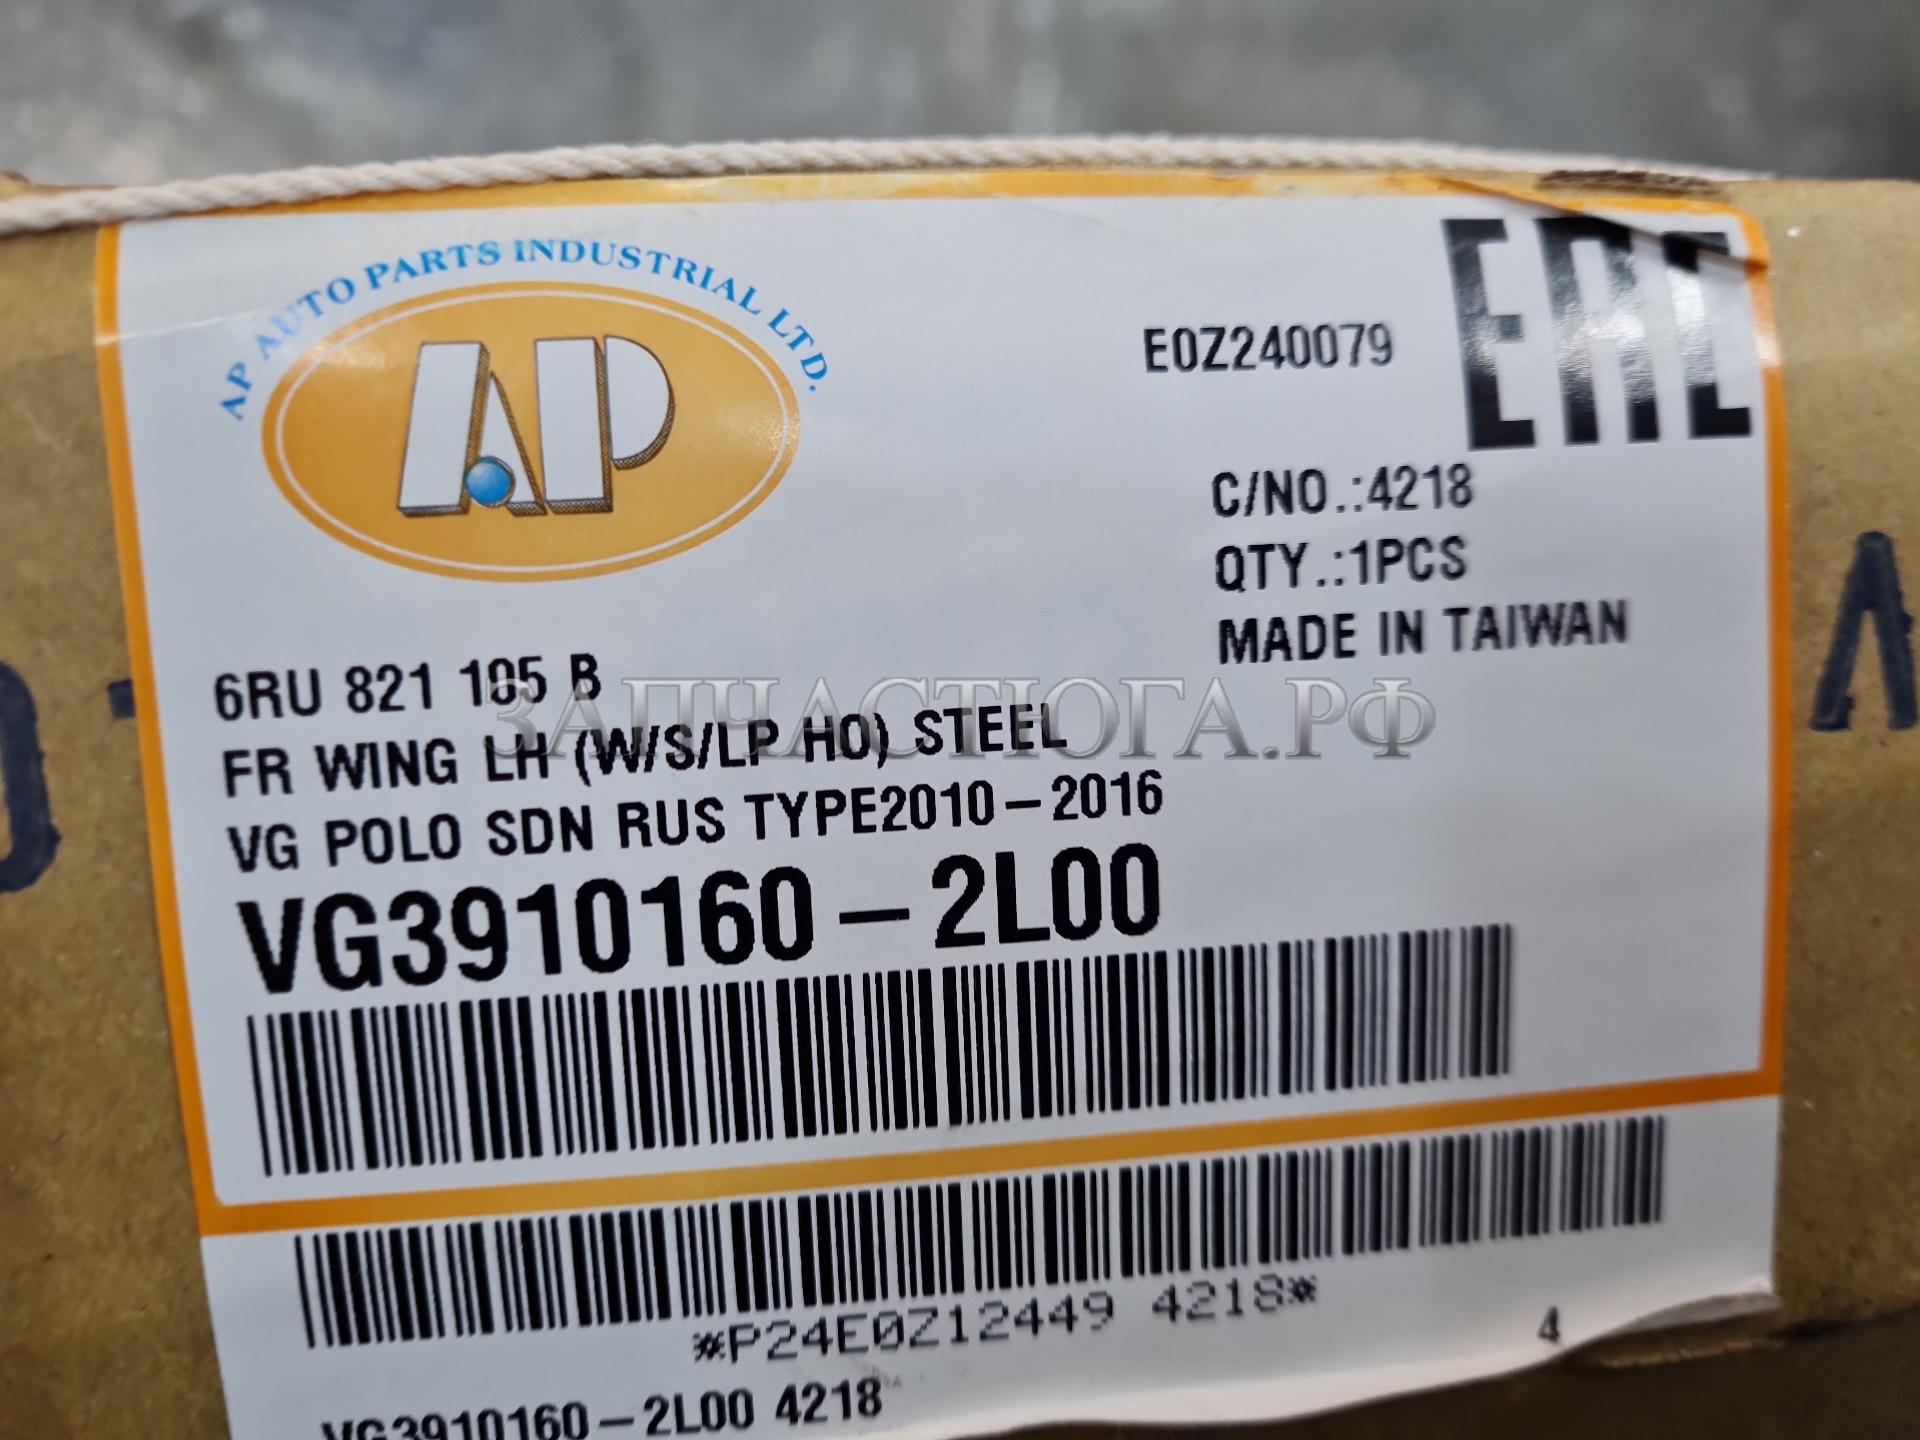 AP AUTO PARTS INDUSTRIAL LTD.
AP
E0Z240079
EAC
C/NO.:4218
QTY.:1PCS
MADE IN TAIWAN
6RU 821 105 B
ЗАПЧАСТЮГА.РФ
FR WING LH (W/S/LP HO) STEEL
VG POLO SDN RUS TYPE2010-2016
VG3910160-2L00
*P24E0Z12449 4218*
4
VG3910160-2L00 4218